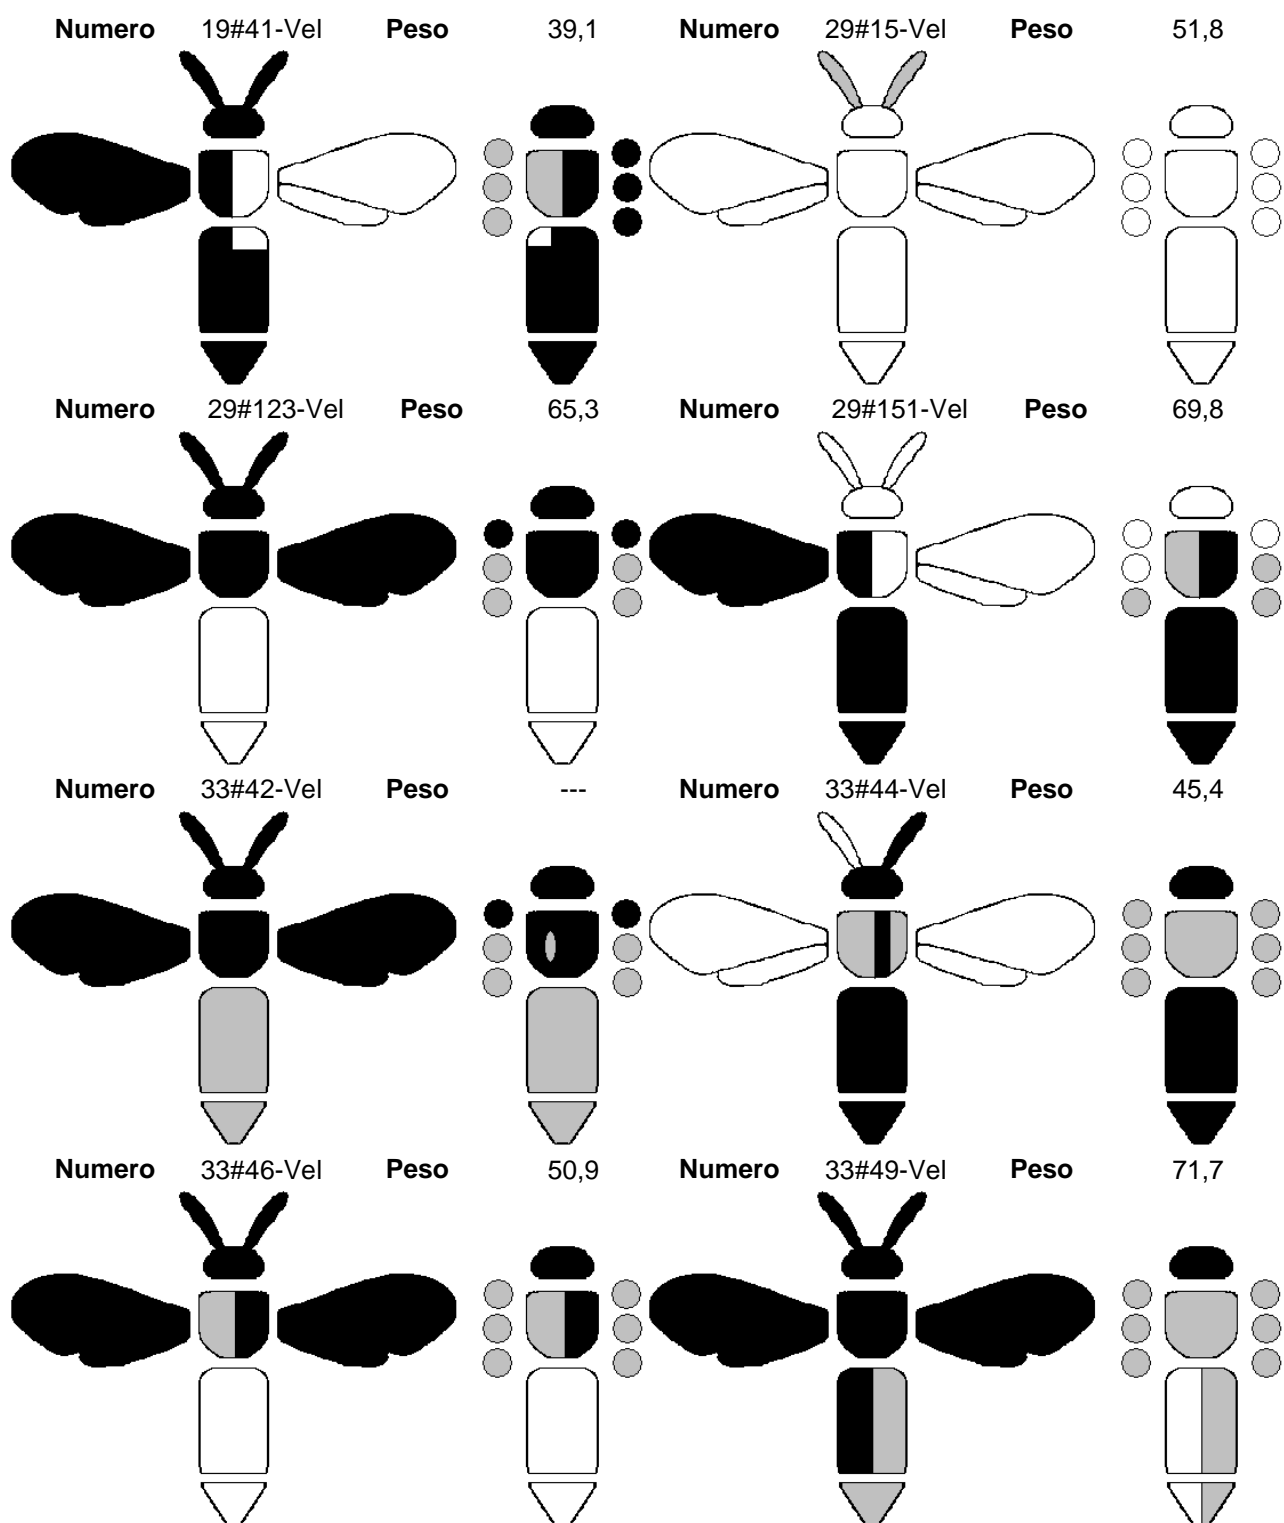 Numero 19#41-Vel Peso 39,1 Numero 29#15-Vel Peso 51,8
Numero 29#123-Vel Peso 65,3 Numero 29#151-Vel Peso 69,8
Numero 33#42-Vel Peso --- Numero 33#44-Vel Peso 45,4
Numero 33#46-Vel Peso 50,9 Numero 33#49-Vel Peso 71,7